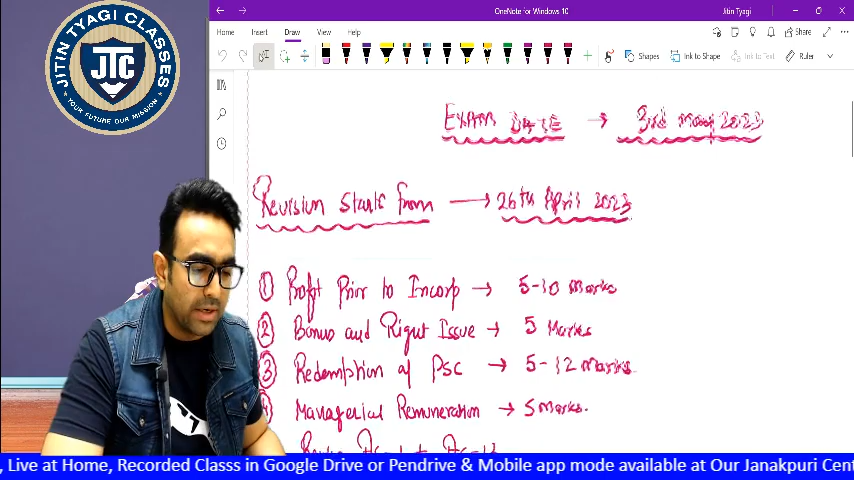 JITIN TYAGI CLASSES
JTC
YOUR FUTURE OUR MISSION
OneNote for Windows 10
Jitin Tyagi
Home Insert Draw View Help
Share
Shapes Ink to Shape Ink to Text Ruler
EXAM DATE → 3rd May 2023
Revision Starts from → 26th April 2023
① Profit Prior to Incorp → 5-10 Marks
② Bonus and Right Issue → 5 Marks
③ Redemption of PSC → 5-12 Marks
④ Managerial Remuneration → 5 Marks.
, Live at Home, Recorded Classs in Google Drive or Pendrive & Mobile app mode available at Our Janakpuri Cent